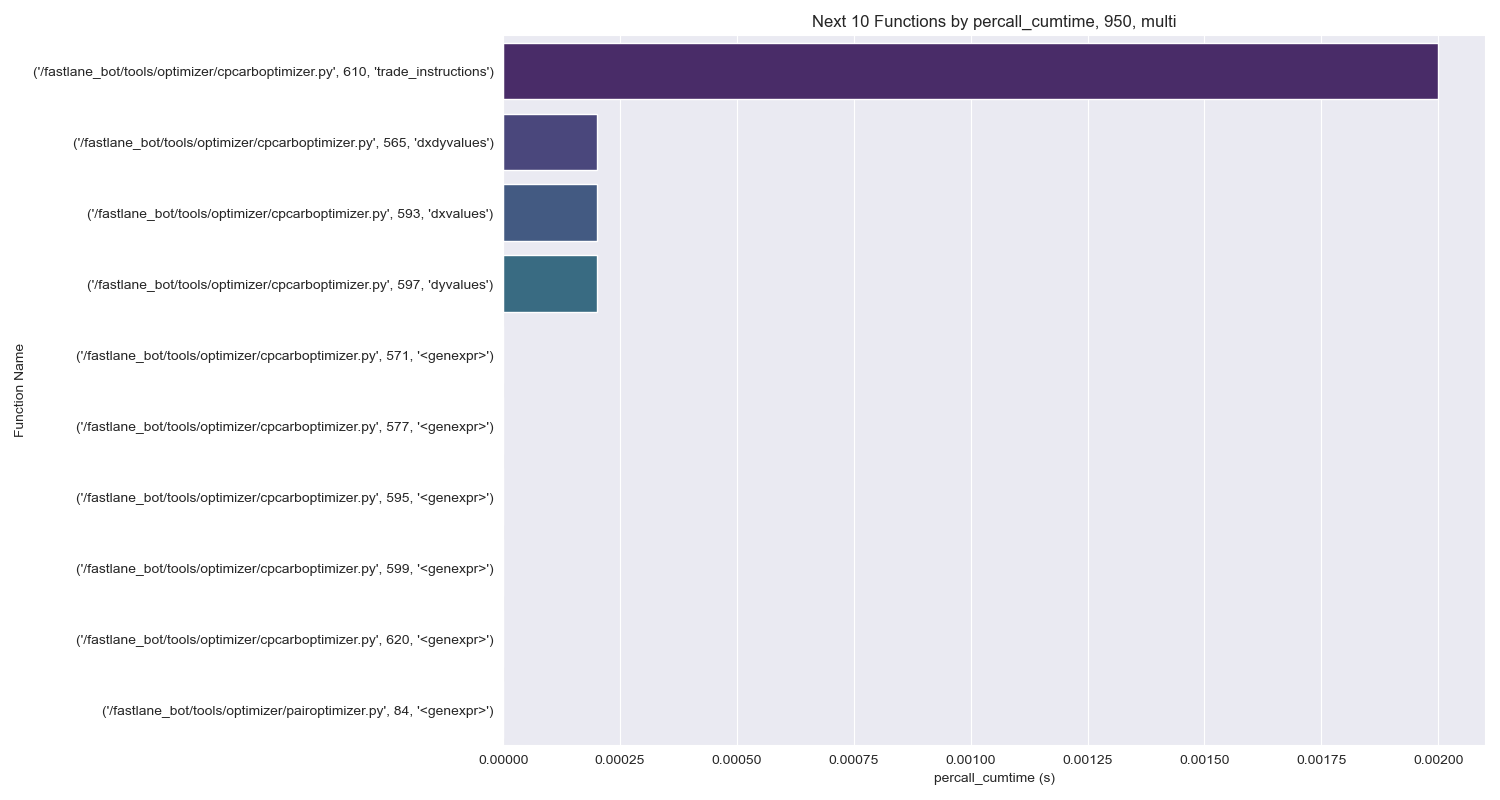 Next 10 Functions by percall_cumtime, 950, multi
('/fastlane_bot/tools/optimizer/cpcarboptimizer.py', 610, 'trade_instructions')
('/fastlane_bot/tools/optimizer/cpcarboptimizer.py', 565, 'dxdyvalues')
('/fastlane_bot/tools/optimizer/cpcarboptimizer.py', 593, 'dxvalues')
('/fastlane_bot/tools/optimizer/cpcarboptimizer.py', 597, 'dyvalues')
('/fastlane_bot/tools/optimizer/cpcarboptimizer.py', 571, '<genexpr>')
('/fastlane_bot/tools/optimizer/cpcarboptimizer.py', 577, '<genexpr>')
('/fastlane_bot/tools/optimizer/cpcarboptimizer.py', 595, '<genexpr>')
('/fastlane_bot/tools/optimizer/cpcarboptimizer.py', 599, '<genexpr>')
('/fastlane_bot/tools/optimizer/cpcarboptimizer.py', 620, '<genexpr>')
('/fastlane_bot/tools/optimizer/pairoptimizer.py', 84, '<genexpr>')
Function Name
0.00000 0.00025 0.00050 0.00075 0.00100 0.00125 0.00150 0.00175 0.00200
percall_cumtime (s)